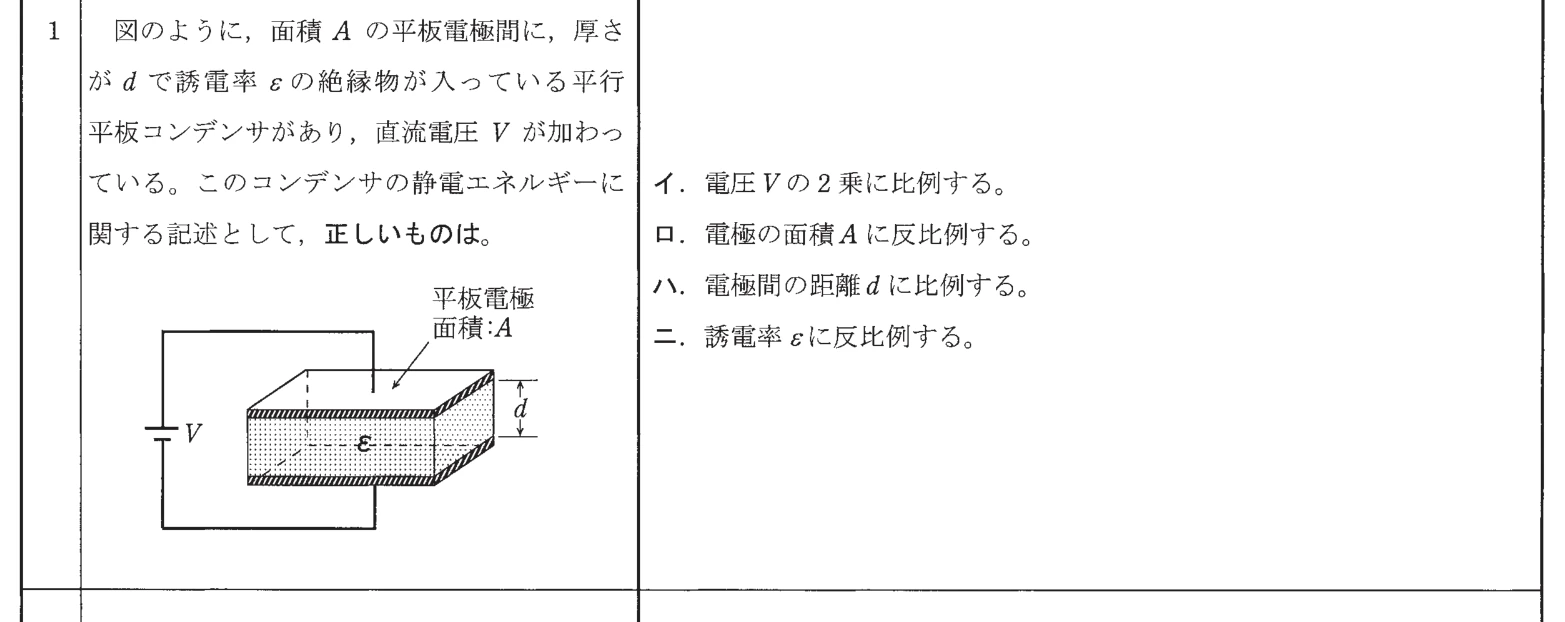 1
図のように，面積 A の平板電極間に，厚さ
が d で誘電率 ε の絶縁物が入っている平行
平板コンデンサがあり，直流電圧 V が加わっ
ている。このコンデンサの静電エネルギーに
関する記述として，正しいものは。
平板電極
面積:A
d
V
ε
イ．電圧 V の 2 乗に比例する。
ロ．電極の面積 A に反比例する。
ハ．電極間の距離 d に比例する。
ニ．誘電率 ε に反比例する。